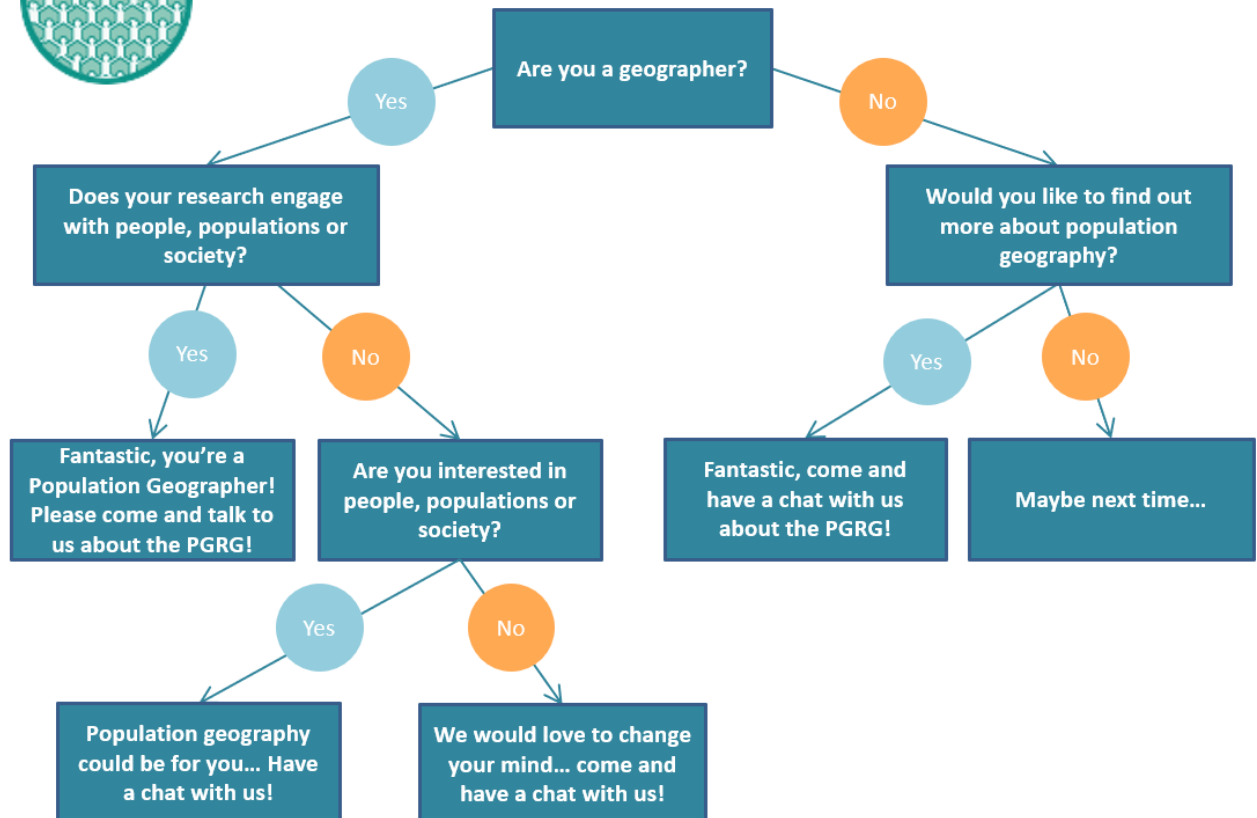 Are you a geographer?
Yes
No
Does your research engage
with people, populations or
society?
Would you like to find out
more about population
geography?
Yes
No
Yes
No
Fantastic, you’re a
Population Geographer!
Please come and talk to
us about the PGRG!
Are you interested in
people, populations or
society?
Fantastic, come and
have a chat with us
about the PGRG!
Maybe next time…
Yes
No
Population geography
could be for you… Have
a chat with us!
We would love to change
your mind… come and
have a chat with us!